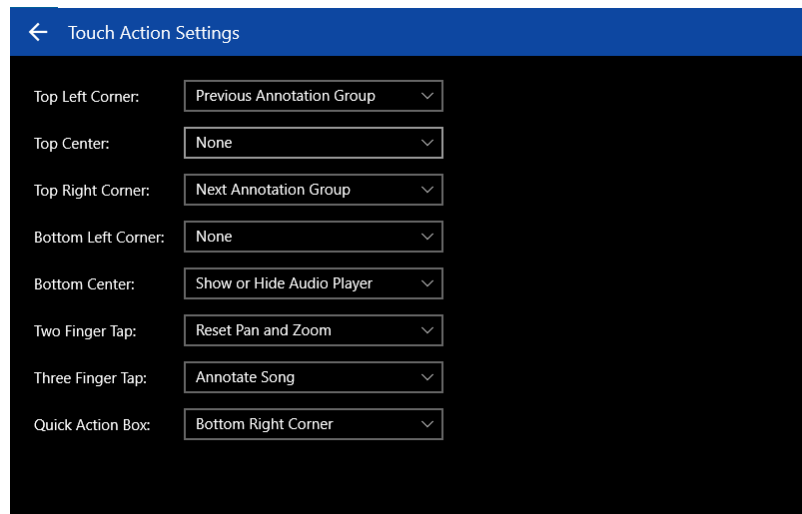 Touch Action Settings
Top Left Corner: Previous Annotation Group
Top Center: None
Top Right Corner: Next Annotation Group
Bottom Left Corner: None
Bottom Center: Show or Hide Audio Player
Two Finger Tap: Reset Pan and Zoom
Three Finger Tap: Annotate Song
Quick Action Box: Bottom Right Corner